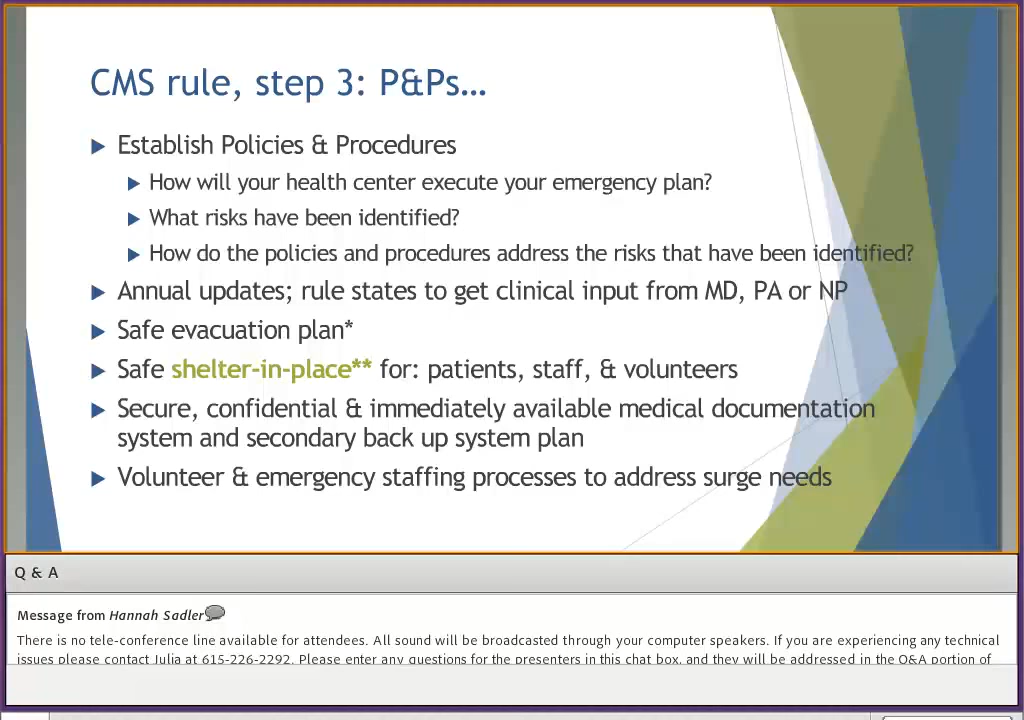 CMS rule, step 3: P&Ps…
Establish Policies & Procedures
How will your health center execute your emergency plan?
What risks have been identified?
How do the policies and procedures address the risks that have been identified?
Annual updates; rule states to get clinical input from MD, PA or NP
Safe evacuation plan*
Safe shelter-in-place** for: patients, staff, & volunteers
Secure, confidential & immediately available medical documentation
system and secondary back up system plan
Volunteer & emergency staffing processes to address surge needs
Q & A
Message from Hannah Sadler
There is no tele-conference line available for attendees. All sound will be broadcasted through your computer speakers. If you are experiencing any technical
issues please contact Julia at 615-226-2292. Please enter any questions for the presenters in this chat box, and they will be addressed in the Q&A portion of